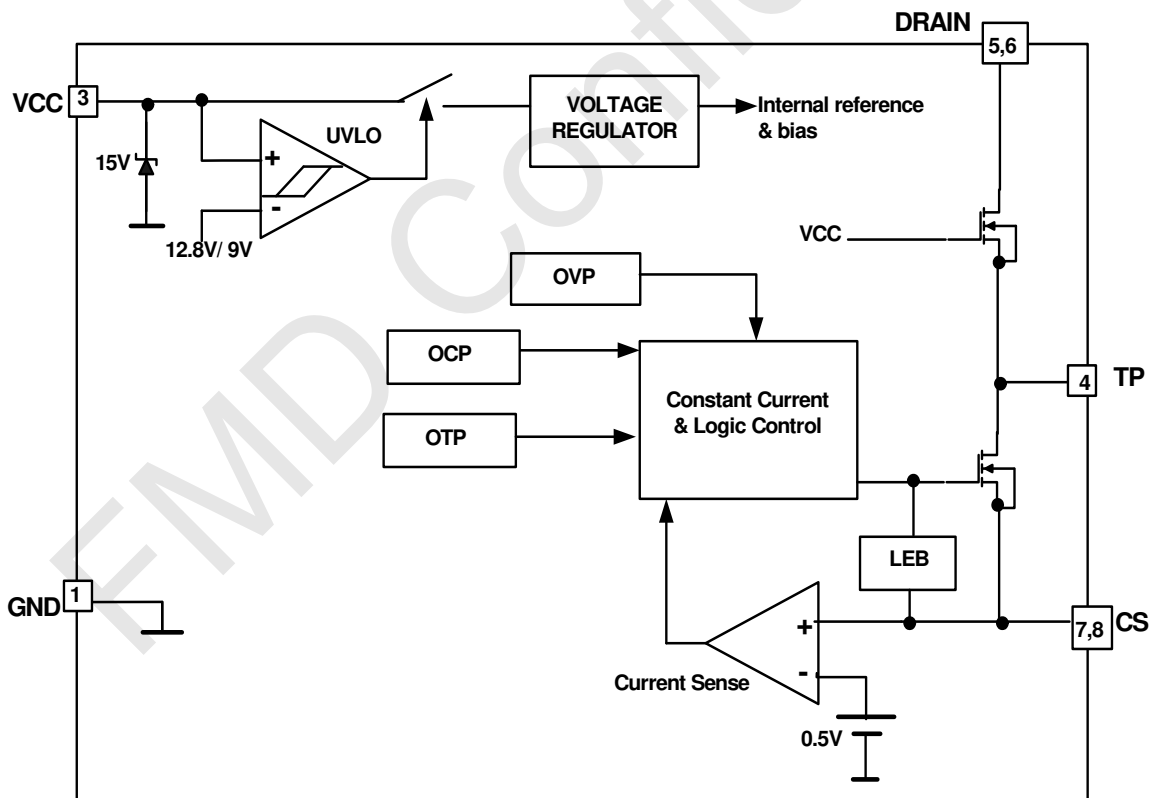 DRAIN
5,6
VCC
3
UVLO
VOLTAGE
REGULATOR
Internal reference
& bias
15V
+
-
12.8V/ 9V
VCC
OVP
OCP
OTP
Constant Current
& Logic Control
4
TP
LEB
GND
1
+
-
Current Sense
7,8
CS
0.5V